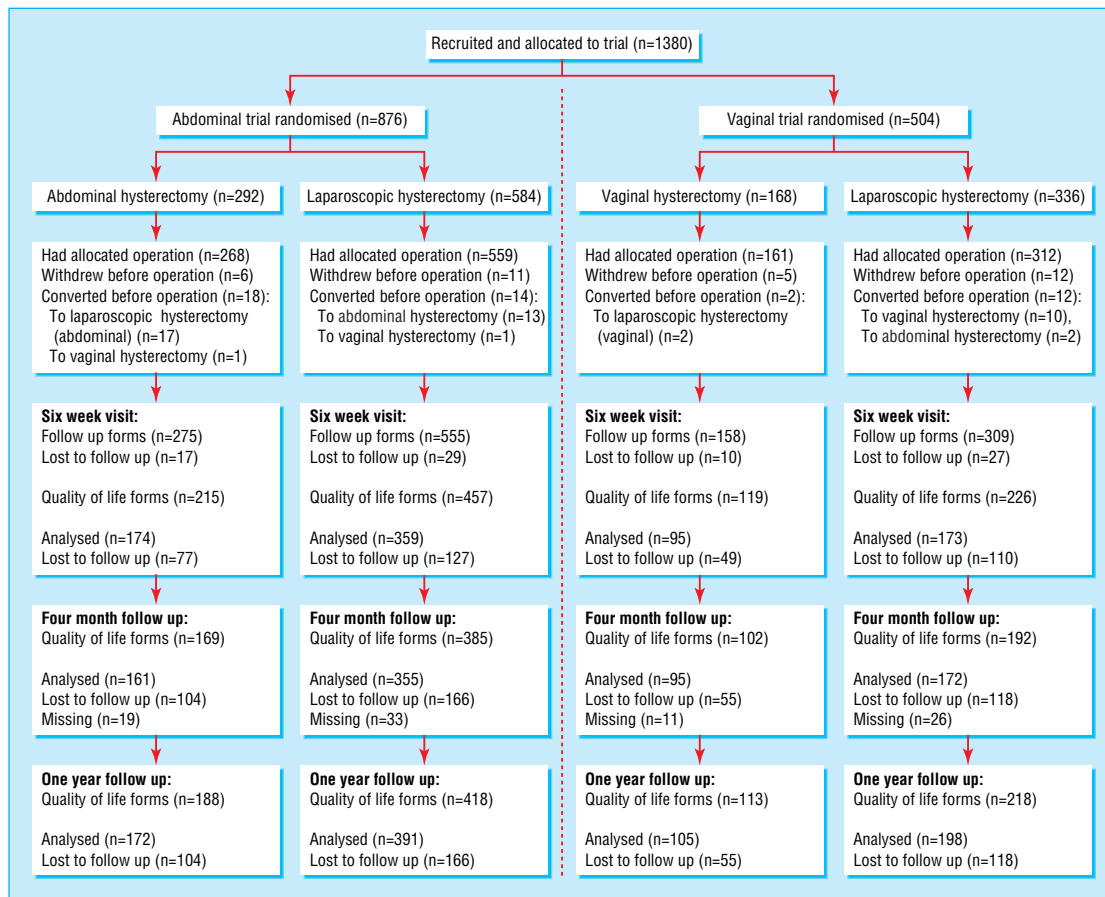 Recruited and allocated to trial (n=1380)
Abdominal trial randomised (n=876)
Vaginal trial randomised (n=504)
Abdominal hysterectomy (n=292)
Laparoscopic hysterectomy (n=584)
Vaginal hysterectomy (n=168)
Laparoscopic hysterectomy (n=336)
Had allocated operation (n=268)
Withdrew before operation (n=6)
Converted before operation (n=18):
To laparoscopic hysterectomy
(abdominal) (n=17)
To vaginal hysterectomy (n=1)
Had allocated operation (n=559)
Withdrew before operation (n=11)
Converted before operation (n=14):
To abdominal hysterectomy (n=13)
To vaginal hysterectomy (n=1)
Had allocated operation (n=161)
Withdrew before operation (n=5)
Converted before operation (n=2):
To laparoscopic hysterectomy
(vaginal) (n=2)
Had allocated operation (n=312)
Withdrew before operation (n=12)
Converted before operation (n=12):
To vaginal hysterectomy (n=10),
To abdominal hysterectomy (n=2)
Six week visit:
Follow up forms (n=275)
Lost to follow up (n=17)
Quality of life forms (n=215)
Analysed (n=174)
Lost to follow up (n=77)
Six week visit:
Follow up forms (n=555)
Lost to follow up (n=29)
Quality of life forms (n=457)
Analysed (n=359)
Lost to follow up (n=127)
Six week visit:
Follow up forms (n=158)
Lost to follow up (n=10)
Quality of life forms (n=119)
Analysed (n=95)
Lost to follow up (n=49)
Six week visit:
Follow up forms (n=309)
Lost to follow up (n=27)
Quality of life forms (n=226)
Analysed (n=173)
Lost to follow up (n=110)
Four month follow up:
Quality of life forms (n=169)
Analysed (n=161)
Lost to follow up (n=104)
Missing (n=19)
Four month follow up:
Quality of life forms (n=385)
Analysed (n=355)
Lost to follow up (n=166)
Missing (n=33)
Four month follow up:
Quality of life forms (n=102)
Analysed (n=95)
Lost to follow up (n=55)
Missing (n=11)
Four month follow up:
Quality of life forms (n=192)
Analysed (n=172)
Lost to follow up (n=118)
Missing (n=26)
One year follow up:
Quality of life forms (n=188)
Analysed (n=172)
Lost to follow up (n=104)
One year follow up:
Quality of life forms (n=418)
Analysed (n=391)
Lost to follow up (n=166)
One year follow up:
Quality of life forms (n=113)
Analysed (n=105)
Lost to follow up (n=55)
One year follow up:
Quality of life forms (n=218)
Analysed (n=198)
Lost to follow up (n=118)